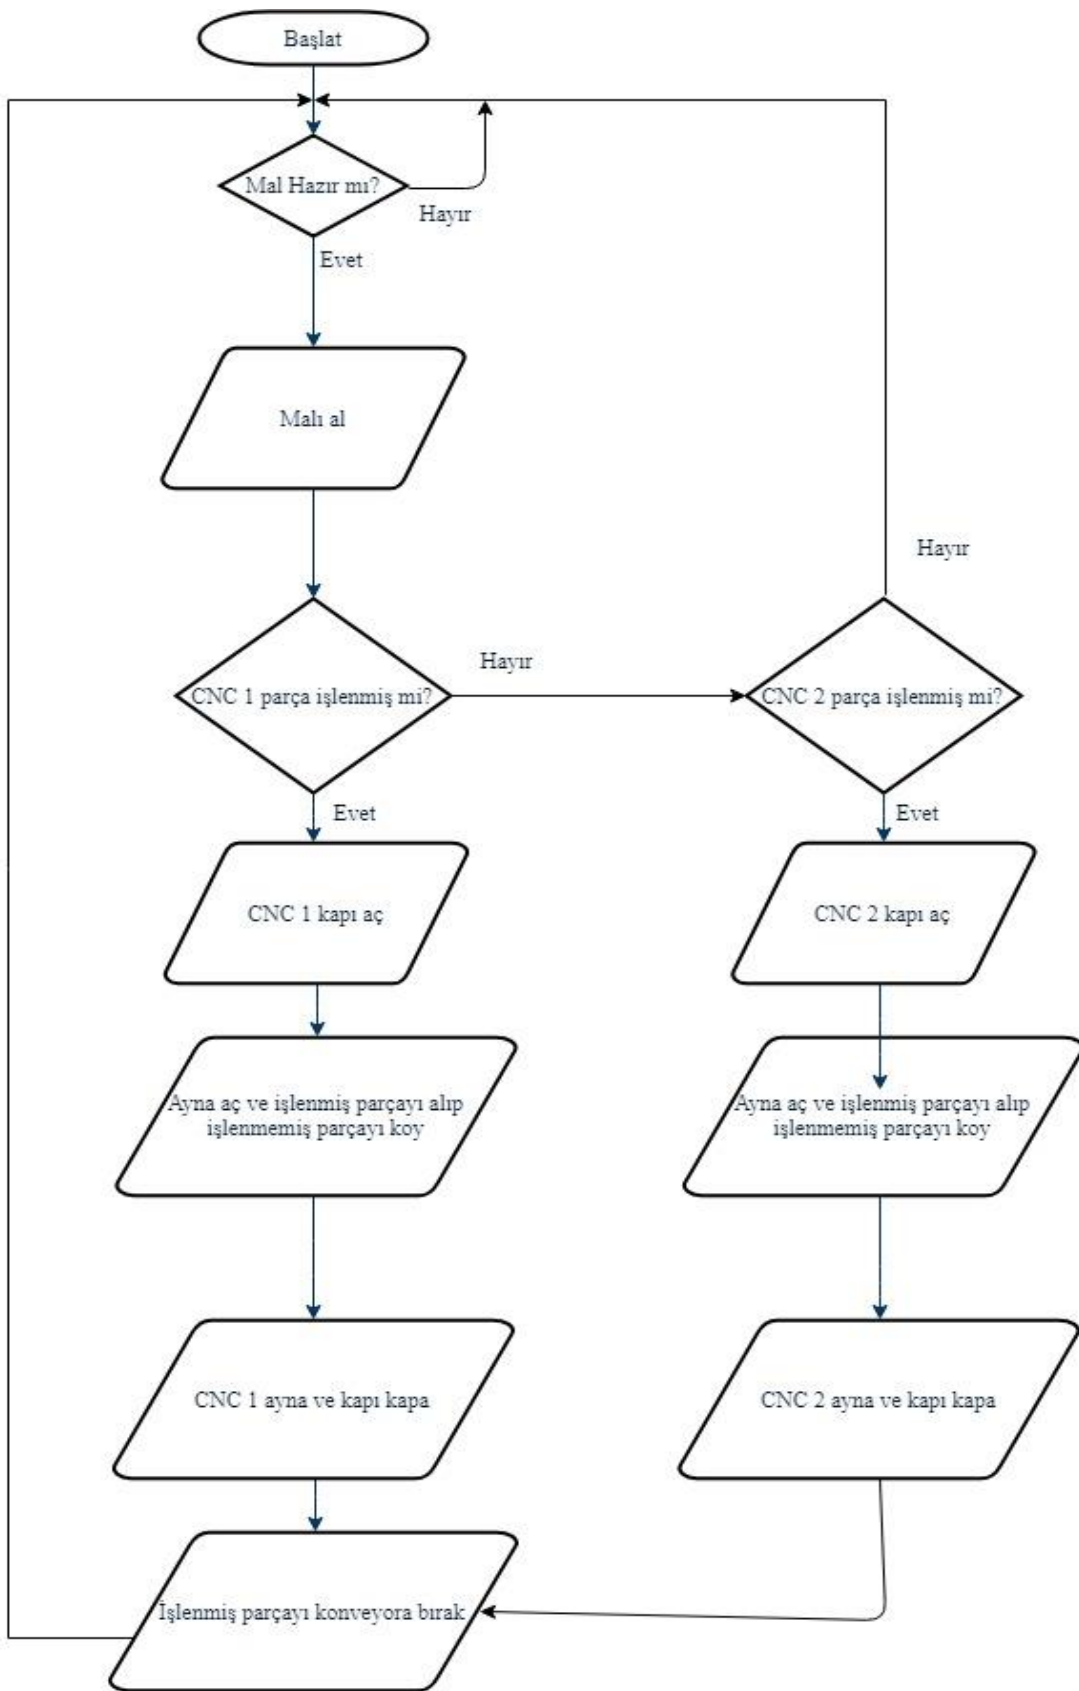 Başlat
Mal Hazır mı?
Hayır
Evet
Malı al
Hayır
CNC 1 parça işlenmiş mi?
Hayır
CNC 2 parça işlenmiş mi?
Evet
Evet
CNC 1 kapı aç
CNC 2 kapı aç
Ayna aç ve işlenmiş parçayı alıp
işlenmemiş parçayı koy
Ayna aç ve işlenmiş parçayı alıp
işlenmemiş parçayı koy
CNC 1 ayna ve kapı kapa
CNC 2 ayna ve kapı kapa
İşlenmiş parçayı konveyora bırak